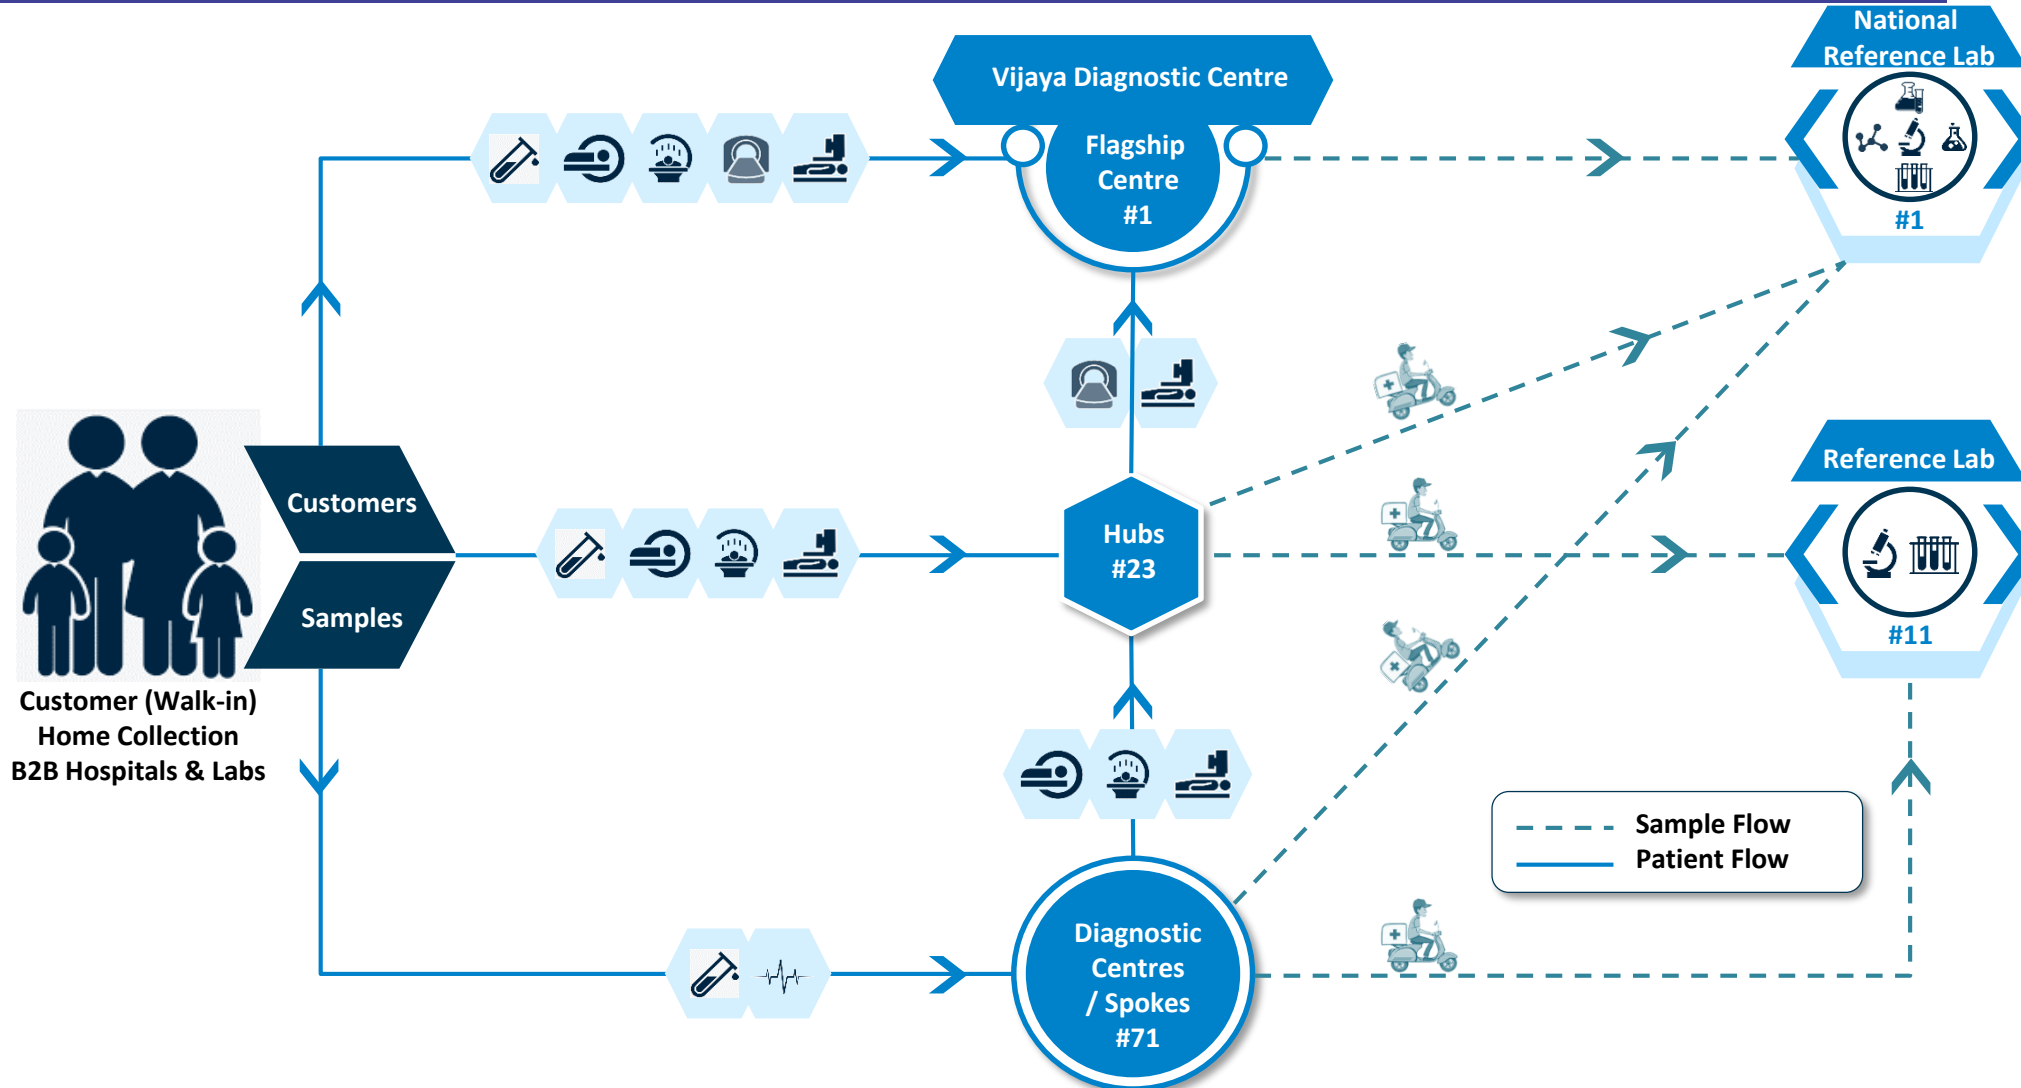 Vijaya Diagnostic Centre
Flagship
Centre
#1
National
Reference Lab
#1
Customers
Samples
Customer (Walk-in)
Home Collection
B2B Hospitals & Labs
Hubs
#23
Reference Lab
#11
Sample Flow
Patient Flow
Diagnostic
Centres
/ Spokes
#71